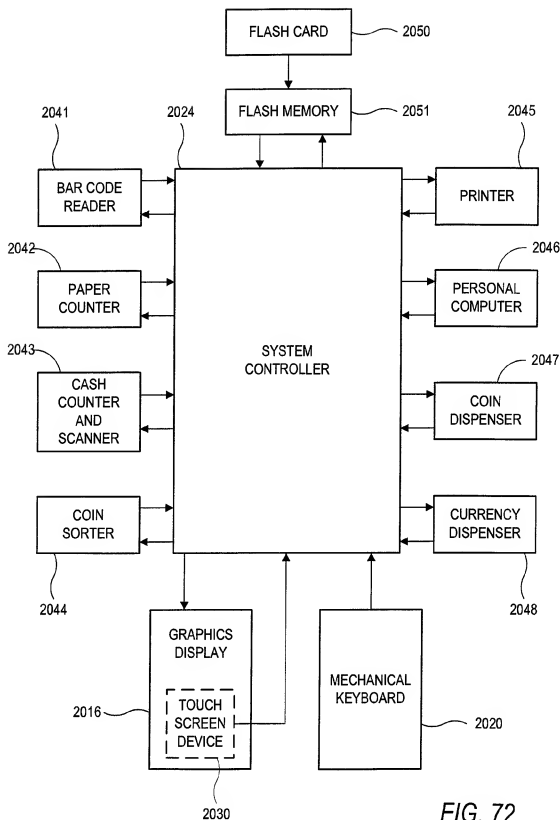 FLASH CARD
2050
FLASH MEMORY
2051
2041
2024
2045
BAR CODE
READER
PRINTER
2042
PAPER
COUNTER
2046
PERSONAL
COMPUTER
SYSTEM
CONTROLLER
2043
CASH
COUNTER
AND
SCANNER
2047
COIN
DISPENSER
COIN
SORTER
2044
CURRENCY
DISPENSER
2048
GRAPHICS
DISPLAY
2016
TOUCH
SCREEN
DEVICE
2030
MECHANICAL
KEYBOARD
2020
FIG. 72